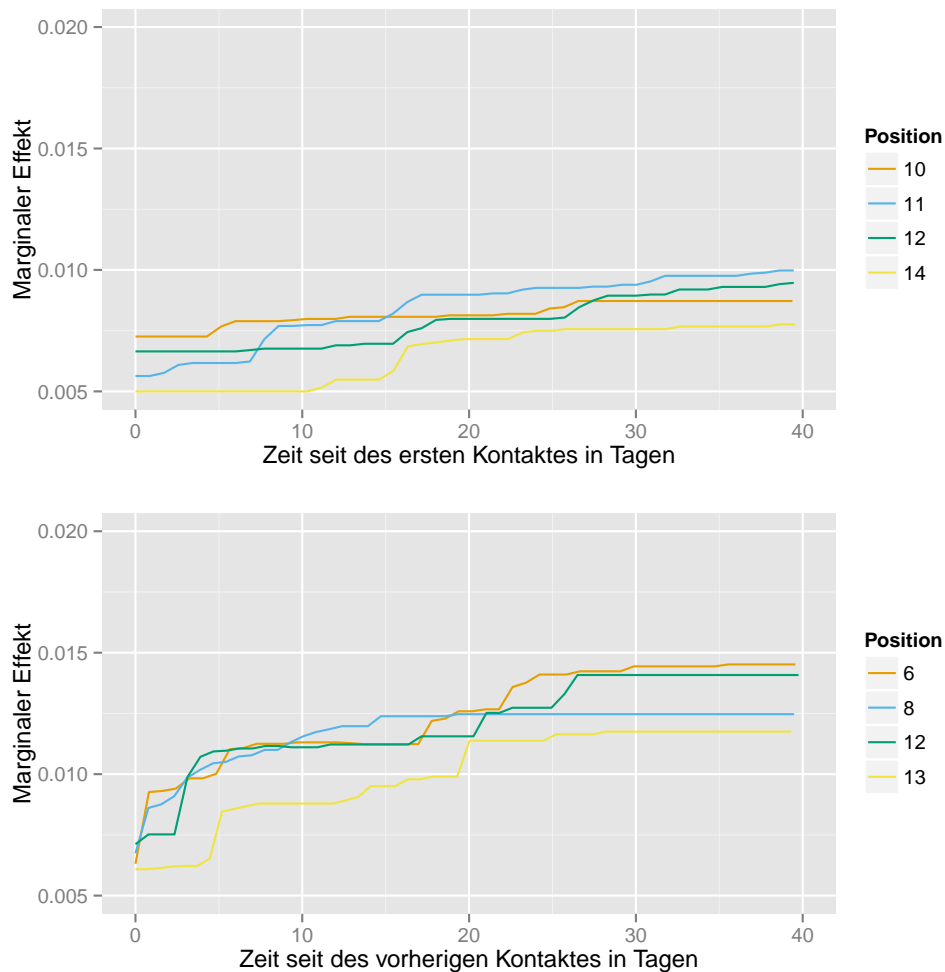 0.020
0.015
0.010
0.005
Marginaler Effekt
0 10 20 30 40
Zeit seit des ersten Kontaktes in Tagen
Position
10
11
12
14
0.020
0.015
0.010
0.005
Marginaler Effekt
0 10 20 30 40
Zeit seit des vorherigen Kontaktes in Tagen
Position
6
8
12
13